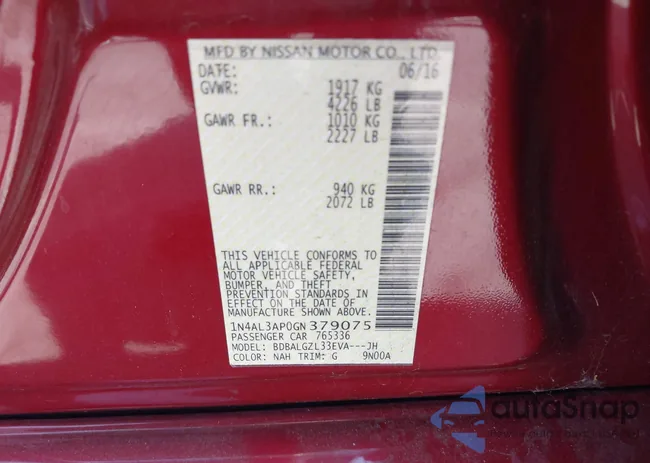 MFD BY NISSAN MOTOR CO., LTD.
DATE: 06/16
GVWR: 1917 KG
4226 LB
GAWR FR.: 1010 KG
2227 LB
GAWR RR.: 940 KG
2072 LB
THIS VEHICLE CONFORMS TO
ALL APPLICABLE FEDERAL
MOTOR VEHICLE SAFETY,
BUMPER, AND THEFT
PREVENTION STANDARDS IN
EFFECT ON THE DATE OF
MANUFACTURE SHOWN ABOVE.
1N4AL3AP0GN379075
PASSENGER CAR 765336
MODEL: BDBALGZL33EVA---JH
COLOR: NAH TRIM: G 9N00A
autoSnap